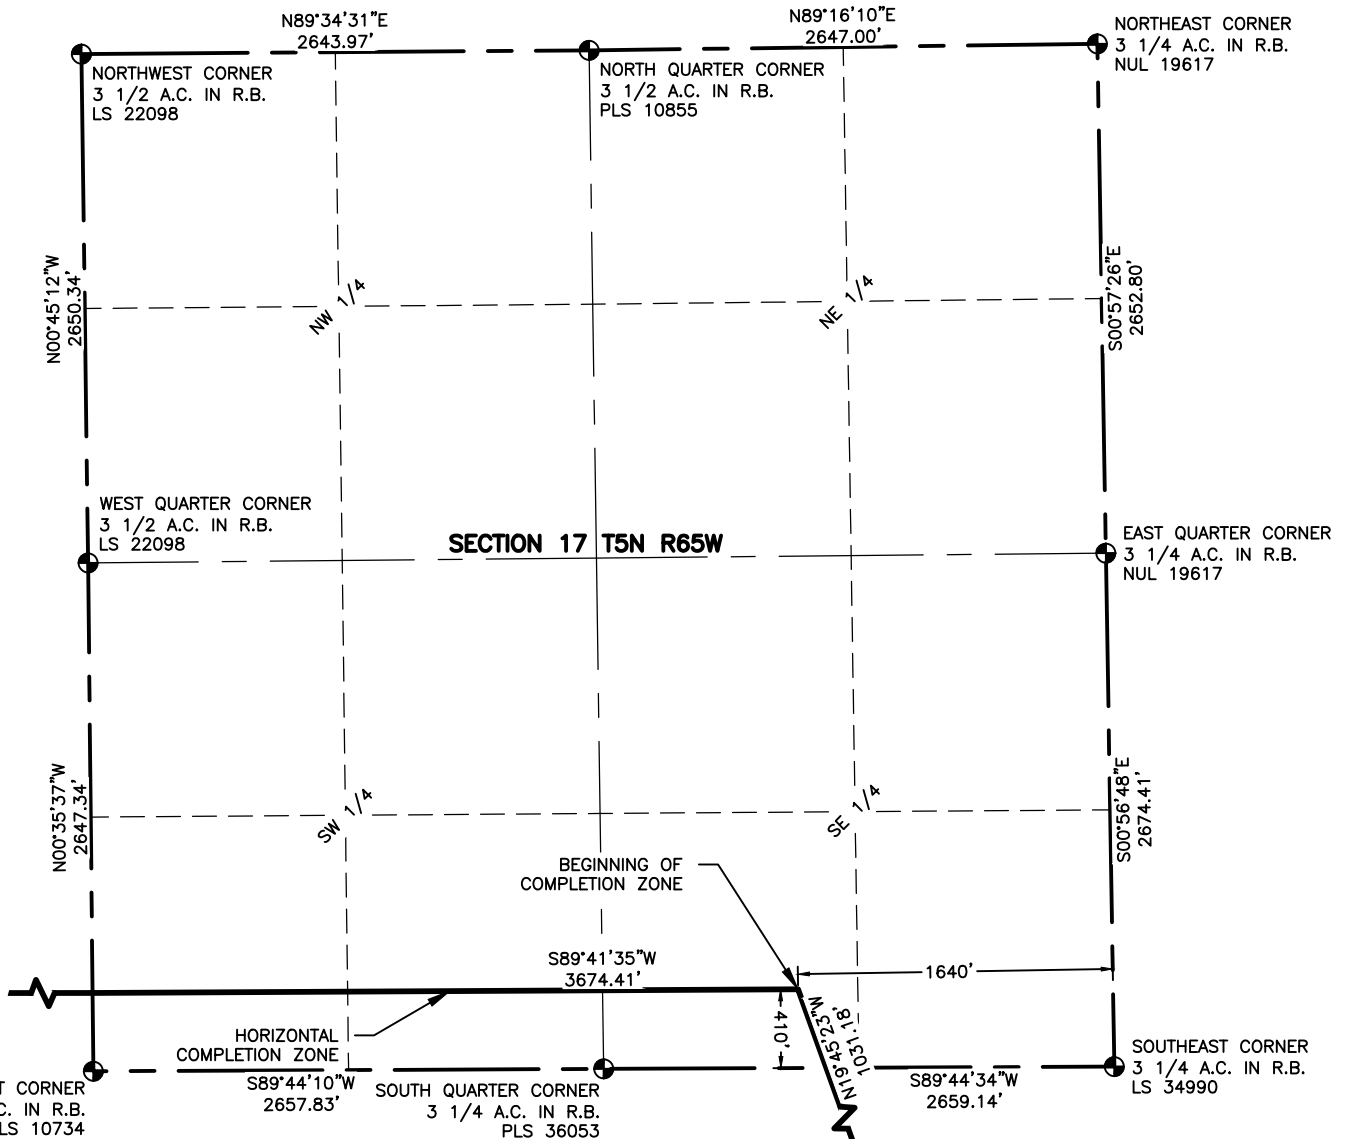 N89°34'31"E
2643.97'
N89°16'10"E
2647.00'
NORTHEAST CORNER
3 1/4 A.C. IN R.B.
NUL 19617
NORTHWEST CORNER
3 1/2 A.C. IN R.B.
LS 22098
NORTH QUARTER CORNER
3 1/2 A.C. IN R.B.
PLS 10855
N00°45'12"W
2650.34'
NW 1/4
NE 1/4
S00°57'26"E
2652.80'
WEST QUARTER CORNER
3 1/2 A.C. IN R.B.
LS 22098
SECTION 17 T5N R65W
EAST QUARTER CORNER
3 1/4 A.C. IN R.B.
NUL 19617
N00°35'37"W
2647.34'
SW 1/4
SE 1/4
S00°56'48"E
2674.41'
BEGINNING OF
COMPLETION ZONE
S89°41'35"W
3674.41'
1640'
410'
N19°45'23"W
1031.18'
HORIZONTAL
COMPLETION ZONE
SOUTHEAST CORNER
3 1/4 A.C. IN R.B.
LS 34990
T CORNER
C. IN R.B.
LS 10734
S89°44'10"W
2657.83'
SOUTH QUARTER CORNER
3 1/4 A.C. IN R.B.
PLS 36053
S89°44'34"W
2659.14'